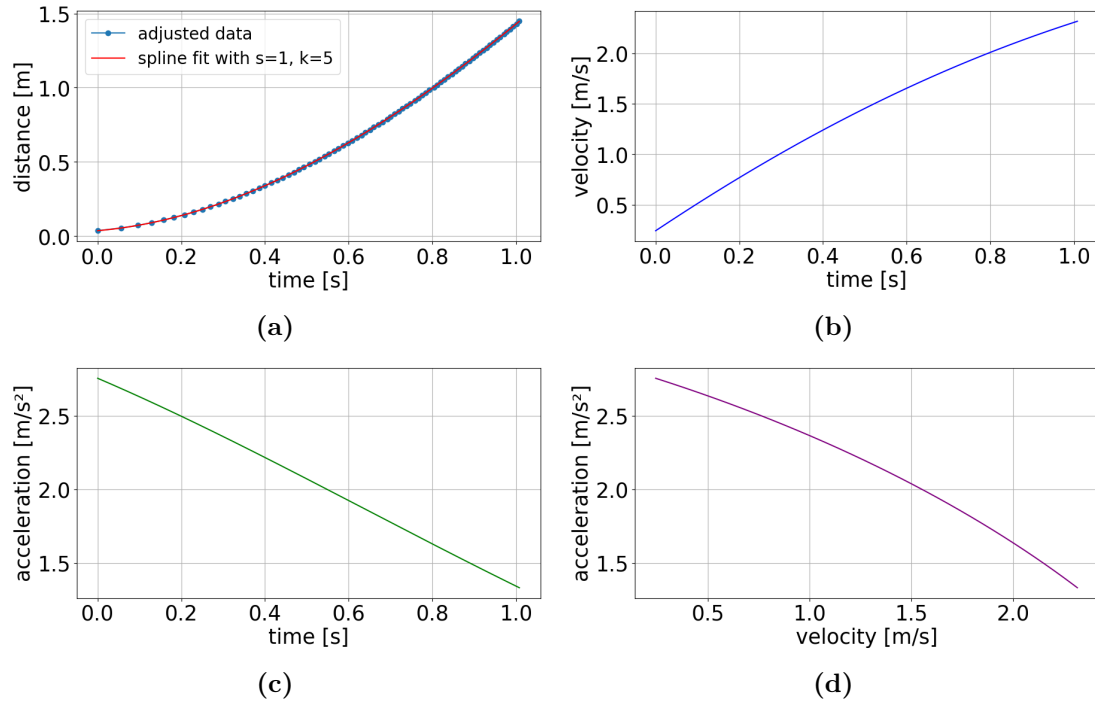 distance [m]
1.5
1.0
0.5
0.0
adjusted data
spline fit with s=1, k=5
0.0 0.2 0.4 0.6 0.8 1.0
time [s]
(a)
velocity [m/s]
2.0
1.5
1.0
0.5
0.0 0.2 0.4 0.6 0.8 1.0
time [s]
(b)
acceleration [m/s²]
2.5
2.0
1.5
0.0 0.2 0.4 0.6 0.8 1.0
time [s]
(c)
acceleration [m/s²]
2.5
2.0
1.5
0.5 1.0 1.5 2.0
velocity [m/s]
(d)